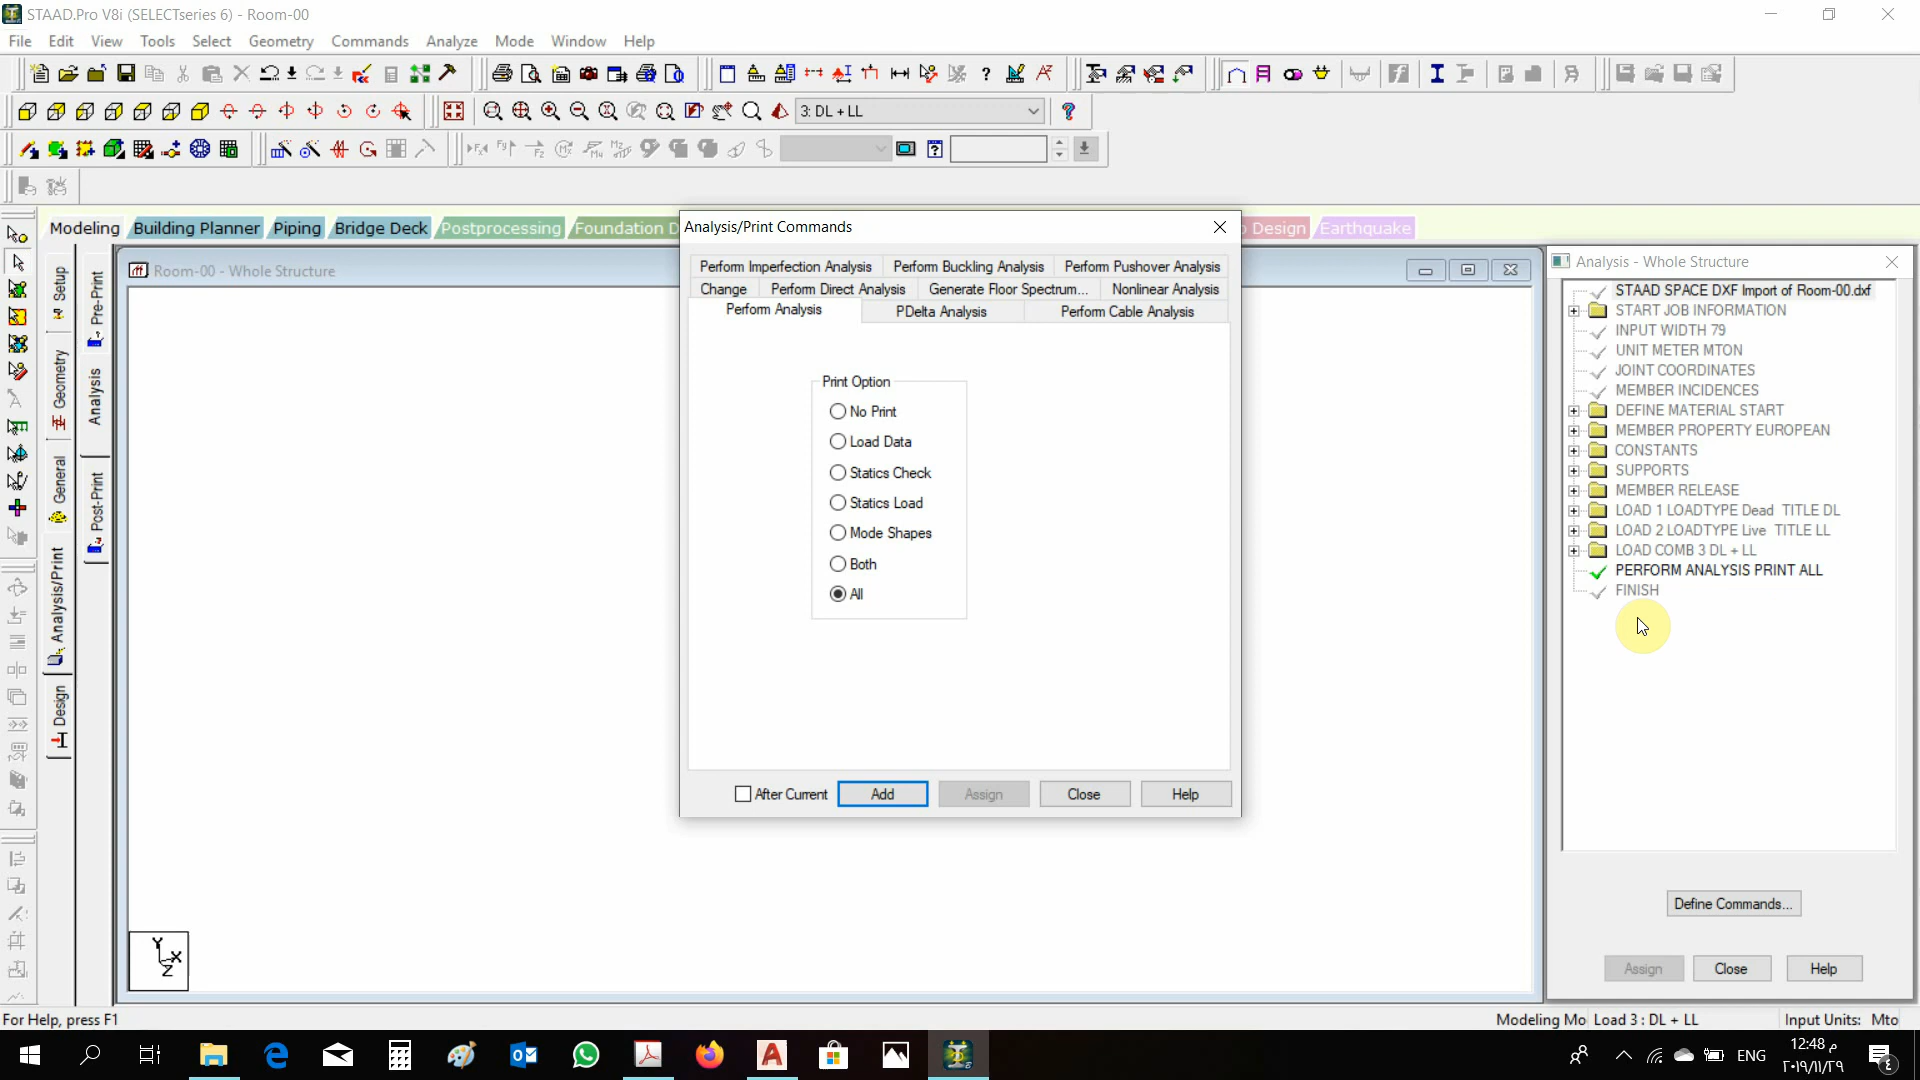 STAAD.Pro V8i (SELECTseries 6) - Room-00
File Edit View Tools Select Geometry Commands Analyze Mode Window Help
3: DL + LL
Modeling Building Planner Piping Bridge Deck Postprocessing Foundation D Design Earthquake
Setup
Geometry
General
Analysis/Print
Design
Pre-Print
Analysis
Post-Print
Room-00 - Whole Structure
Analysis/Print Commands
Perform Imperfection Analysis Perform Buckling Analysis Perform Pushover Analysis
Change Perform Direct Analysis Generate Floor Spectrum... Nonlinear Analysis
Perform Analysis PDelta Analysis Perform Cable Analysis
Print Option
No Print
Load Data
Statics Check
Statics Load
Mode Shapes
Both
All
After Current Add Assign Close Help
Analysis - Whole Structure
STAAD SPACE DXF Import of Room-00.dxf
START JOB INFORMATION
INPUT WIDTH 79
UNIT METER MTON
JOINT COORDINATES
MEMBER INCIDENCES
DEFINE MATERIAL START
MEMBER PROPERTY EUROPEAN
CONSTANTS
SUPPORTS
MEMBER RELEASE
LOAD 1 LOADTYPE Dead TITLE DL
LOAD 2 LOADTYPE Live TITLE LL
LOAD COMB 3 DL + LL
PERFORM ANALYSIS PRINT ALL
FINISH
Define Commands...
Assign Close Help
Y
X
Z
For Help, press F1
Modeling Mo Load 3 : DL + LL Input Units: Mto
ENG
12:48 م
٢٠١٩/١١/٢٩
٤